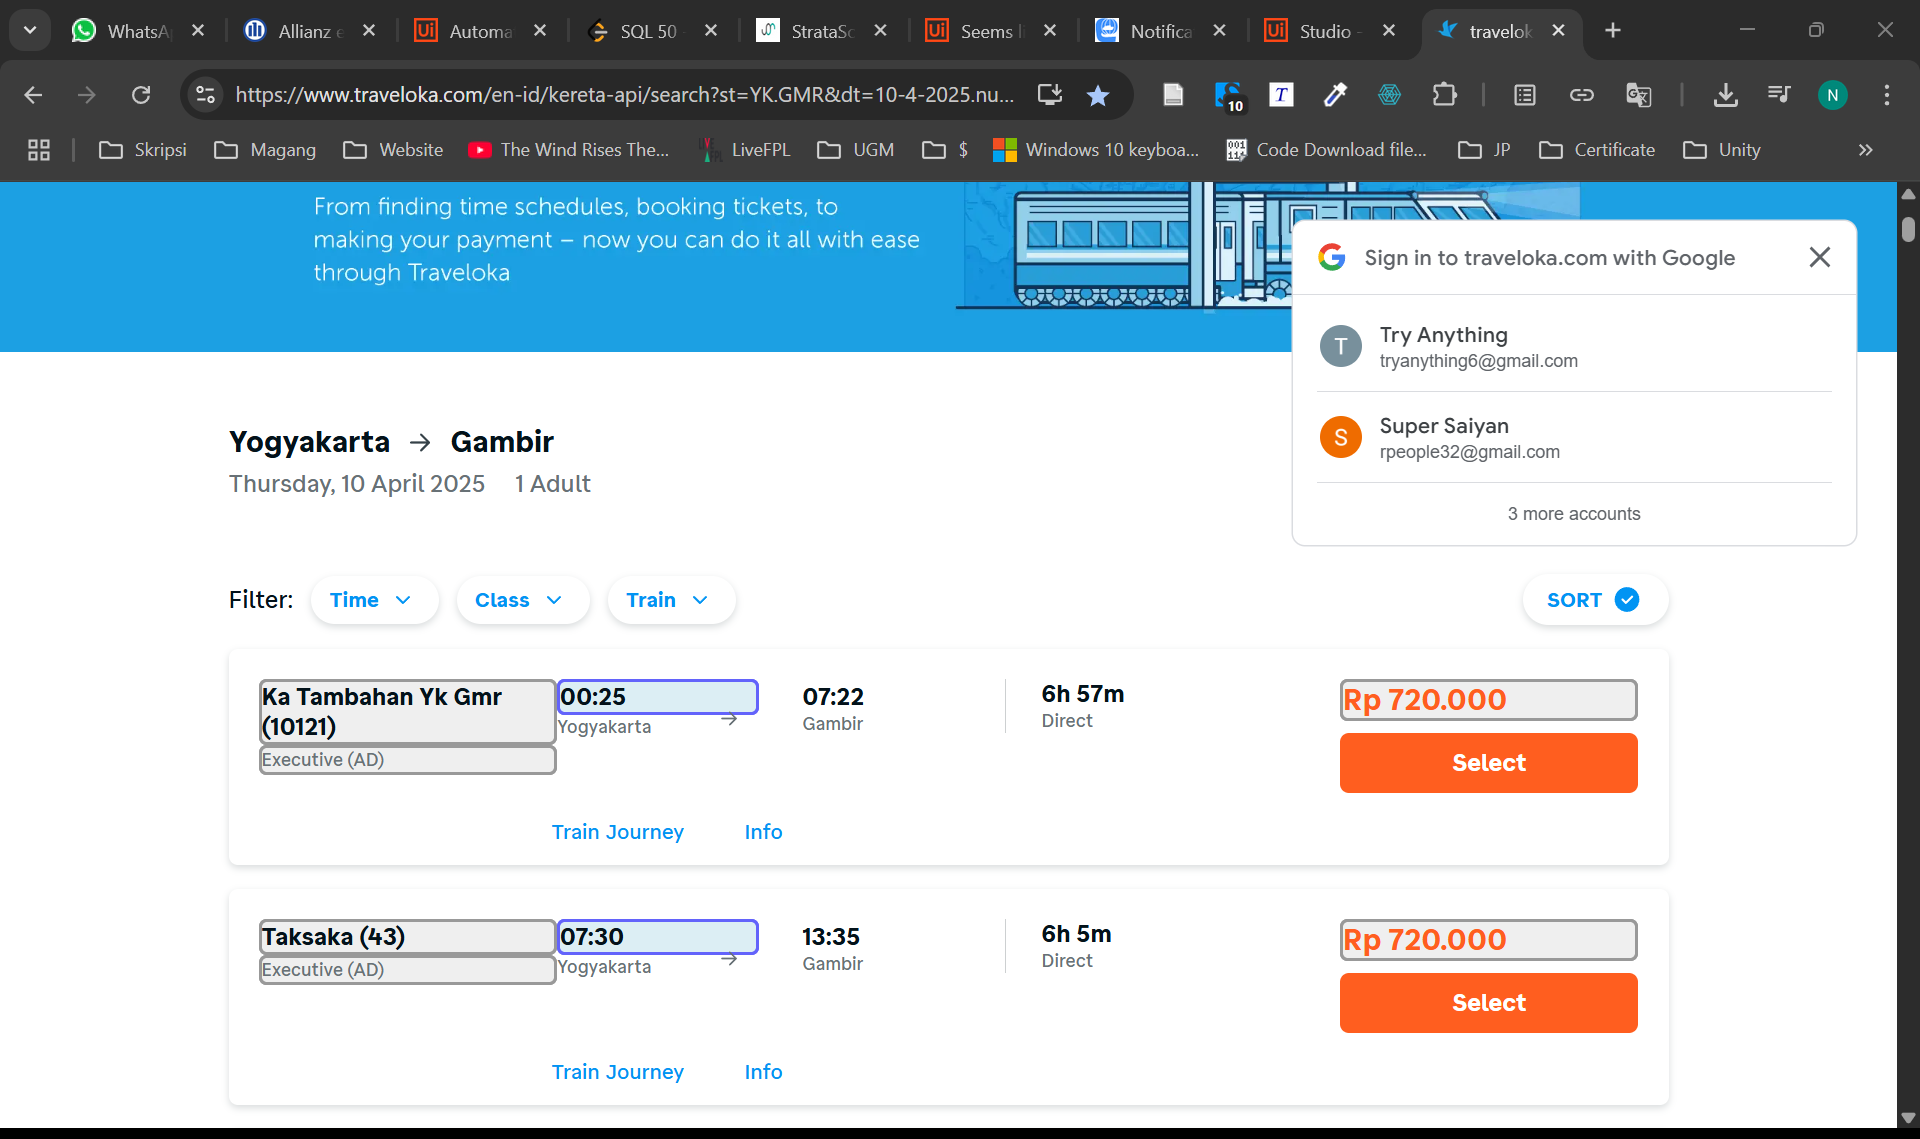 WhatsA
Allianz e
Automa
SQL 50
StrataSc
Seems l
Notifica
Studio -
travelok
https://www.traveloka.com/en-id/kereta-api/search?st=YK.GMR&dt=10-4-2025.nu...
10
N
Skripsi
Magang
Website
The Wind Rises The...
LiveFPL
UGM
$
Windows 10 keyboa...
Code Download file...
JP
Certificate
Unity
From finding time schedules, booking tickets, to
making your payment – now you can do it all with ease
through Traveloka
Sign in to traveloka.com with Google
T
Try Anything
tryanything6@gmail.com
S
Super Saiyan
rpeople32@gmail.com
3 more accounts
Yogyakarta → Gambir
Thursday, 10 April 2025 1 Adult
Filter: Time Class Train SORT
Ka Tambahan Yk Gmr
(10121)
Executive (AD)
00:25
Yogyakarta
→
07:22
Gambir
6h 57m
Direct
Rp 720.000
Select
Train Journey Info
Taksaka (43)
Executive (AD)
07:30
Yogyakarta
→
13:35
Gambir
6h 5m
Direct
Rp 720.000
Select
Train Journey Info